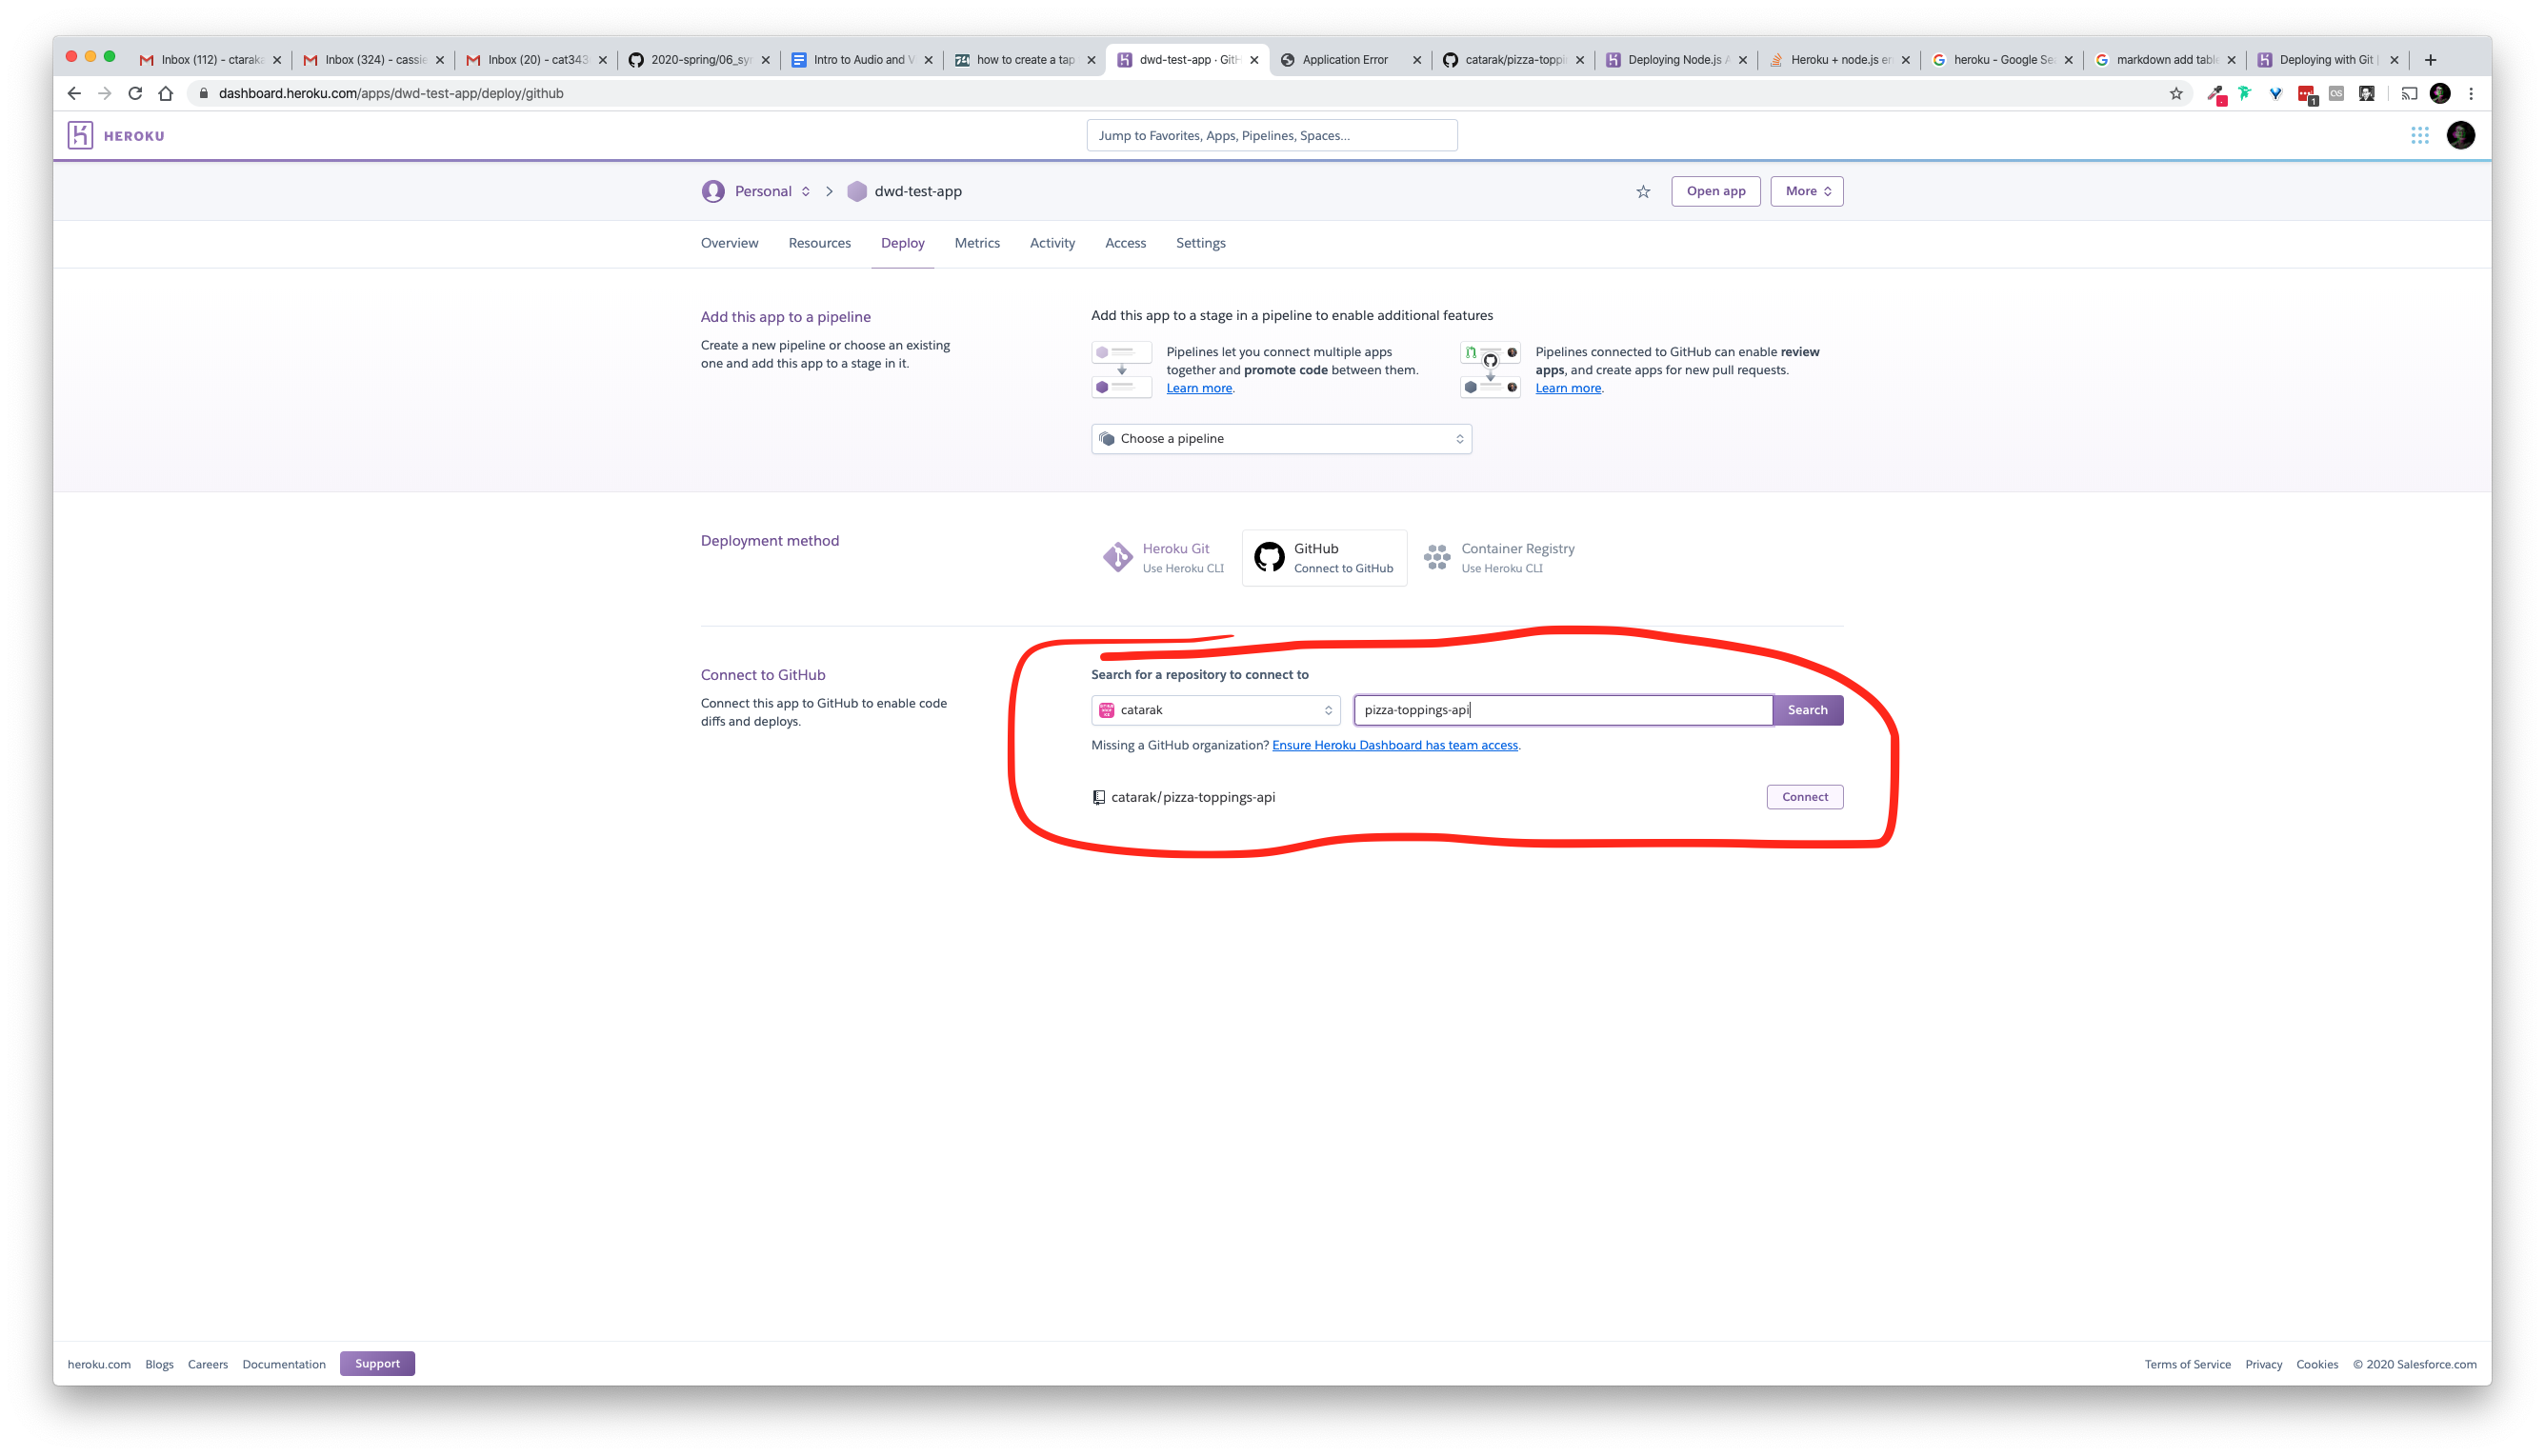 Inbox (112) - ctarak
Inbox (324) - cassie
Inbox (20) - cat343
2020-spring/06_sy
Intro to Audio and V
how to create a tap
dwd-test-app · Git
Application Error
catarak/pizza-toppi
Deploying Node.js A
Heroku + node.js er
heroku - Google Se
markdown add table
Deploying with Git |
dashboard.heroku.com/apps/dwd-test-app/deploy/github
1
HEROKU
Jump to Favorites, Apps, Pipelines, Spaces...
Personal
dwd-test-app
Open app
More
Overview
Resources
Deploy
Metrics
Activity
Access
Settings
Add this app to a pipeline
Create a new pipeline or choose an existing
one and add this app to a stage in it.
Add this app to a stage in a pipeline to enable additional features
Pipelines let you connect multiple apps
together and promote code between them.
Learn more.
Pipelines connected to GitHub can enable review
apps, and create apps for new pull requests.
Learn more.
Choose a pipeline
Deployment method
Heroku Git
Use Heroku CLI
GitHub
Connect to GitHub
Container Registry
Use Heroku CLI
Connect to GitHub
Connect this app to GitHub to enable code
diffs and deploys.
Search for a repository to connect to
catarak
pizza-toppings-api
Search
Missing a GitHub organization? Ensure Heroku Dashboard has team access.
catarak/pizza-toppings-api
Connect
heroku.com
Blogs
Careers
Documentation
Support
Terms of Service
Privacy
Cookies
© 2020 Salesforce.com